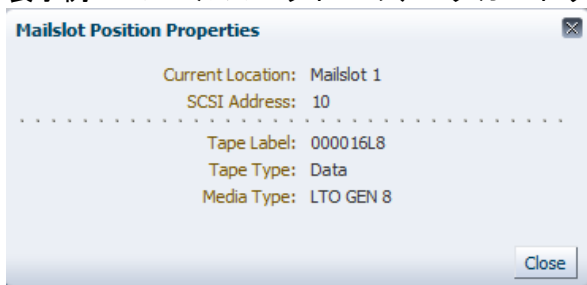 Mailslot Position Properties
Current Location: Mailslot 1
SCSI Address: 10
Tape Label: 000016L8
Tape Type: Data
Media Type: LTO GEN 8
Close